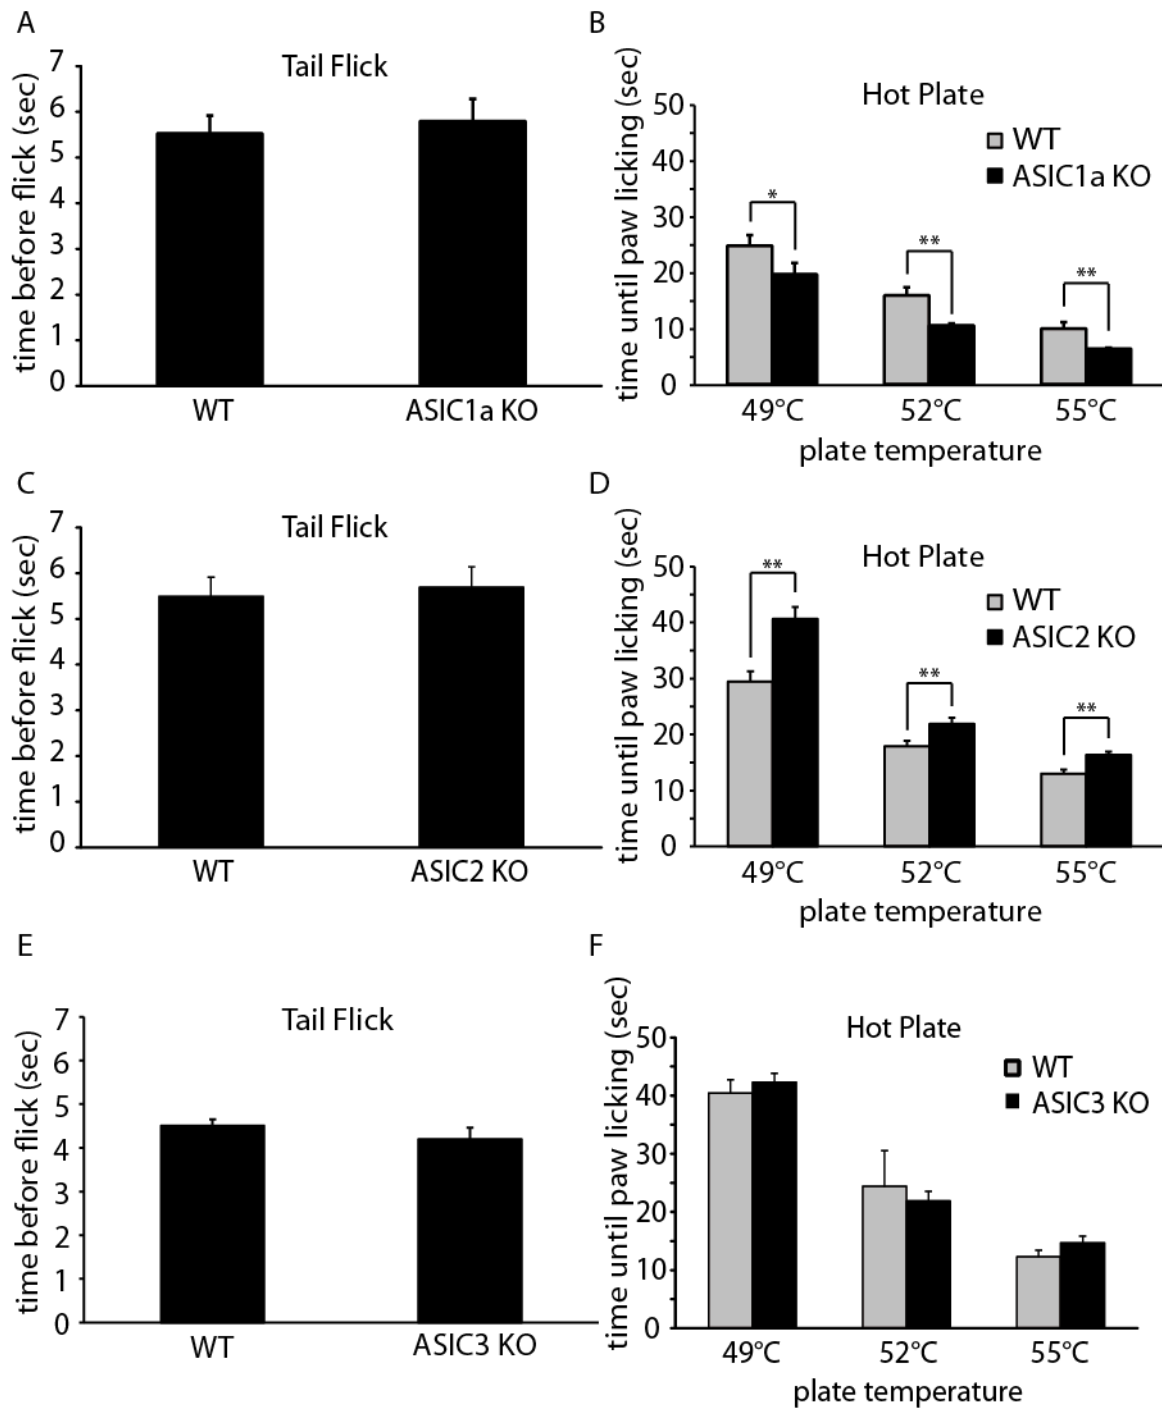 A
Tail Flick
time before flick (sec)
7
6
5
4
3
2
1
0
WT
ASIC1a KO
B
Hot Plate
time until paw licking (sec)
50
40
30
20
10
0
WT
ASIC1a KO
*
**
**
49°C
52°C
55°C
plate temperature
C
Tail Flick
time before flick (sec)
7
6
5
4
3
2
1
0
WT
ASIC2 KO
D
Hot Plate
time until paw licking (sec)
50
40
30
20
10
0
WT
ASIC2 KO
**
**
**
49°C
52°C
55°C
plate temperature
E
Tail Flick
time before flick (sec)
7
6
5
4
3
2
1
0
WT
ASIC3 KO
F
Hot Plate
time until paw licking (sec)
50
40
30
20
10
0
WT
ASIC3 KO
49°C
52°C
55°C
plate temperature